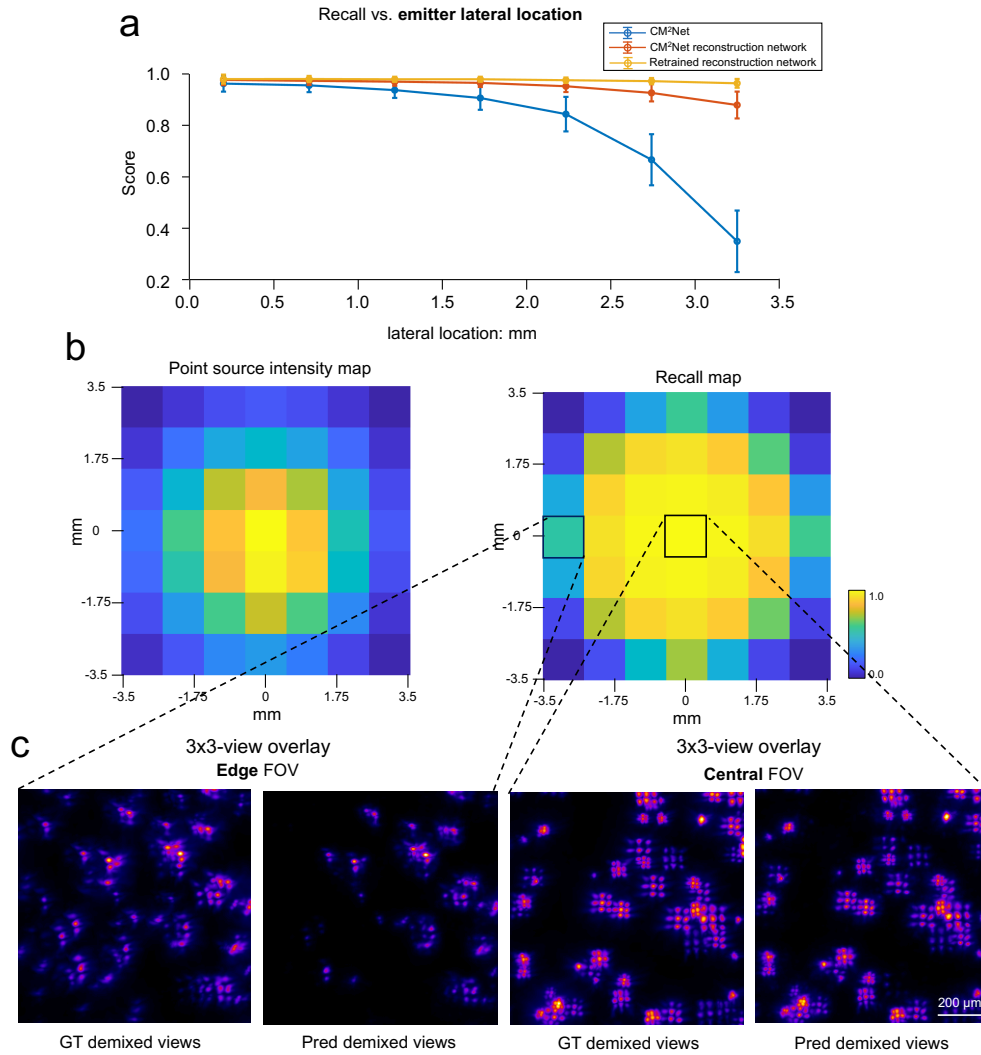 a
Recall vs. emitter lateral location
CM²Net
CM²Net reconstruction network
Retrained reconstruction network
1.0
0.8
0.6
0.4
0.2
Score
0.0 0.5 1.0 1.5 2.0 2.5 3.0 3.5
lateral location: mm
b
Point source intensity map
3.5
1.75
0
-1.75
-3.5
mm
-3.5 -1.75 0 1.75 3.5
mm
Recall map
3.5
1.75
0
-1.75
-3.5
mm
-3.5 -1.75 0 1.75 3.5
mm
1.0
0.0
c
3x3-view overlay
Edge FOV
3x3-view overlay
Central FOV
200 µm
GT demixed views
Pred demixed views
GT demixed views
Pred demixed views